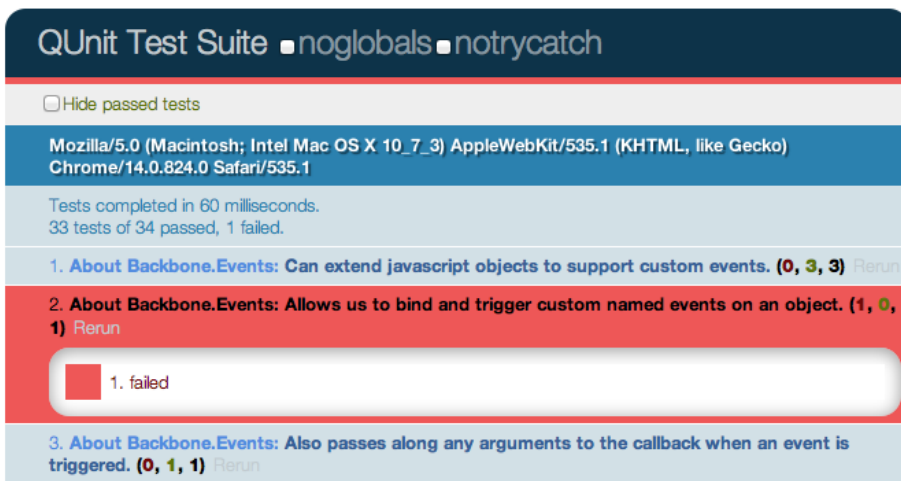 QUnit Test Suite noglobals notrycatch
Hide passed tests
Mozilla/5.0 (Macintosh; Intel Mac OS X 10_7_3) AppleWebKit/535.1 (KHTML, like Gecko)
Chrome/14.0.824.0 Safari/535.1
Tests completed in 60 milliseconds.
33 tests of 34 passed, 1 failed.
1. About Backbone.Events: Can extend javascript objects to support custom events. (0, 3, 3) Rerun
2. About Backbone.Events: Allows us to bind and trigger custom named events on an object. (1, 0,
1) Rerun
1. failed
3. About Backbone.Events: Also passes along any arguments to the callback when an event is
triggered. (0, 1, 1) Rerun